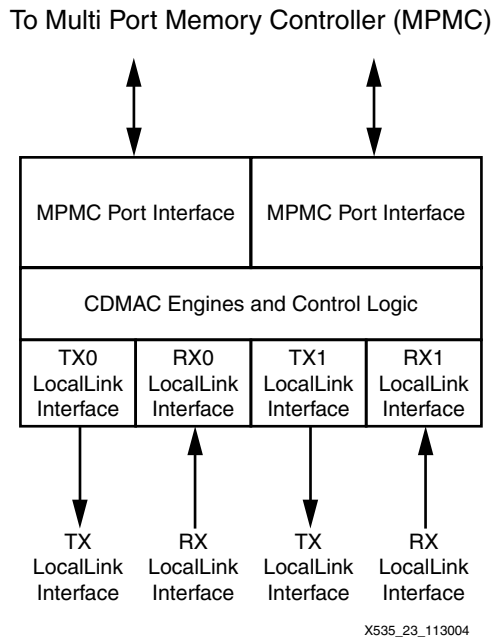 To Multi Port Memory Controller (MPMC)
MPMC Port Interface
MPMC Port Interface
CDMAC Engines and Control Logic
TX0
LocalLink
Interface
RX0
LocalLink
Interface
TX1
LocalLink
Interface
RX1
LocalLink
Interface
TX
LocalLink
Interface
RX
LocalLink
Interface
TX
LocalLink
Interface
RX
LocalLink
Interface
X535_23_113004